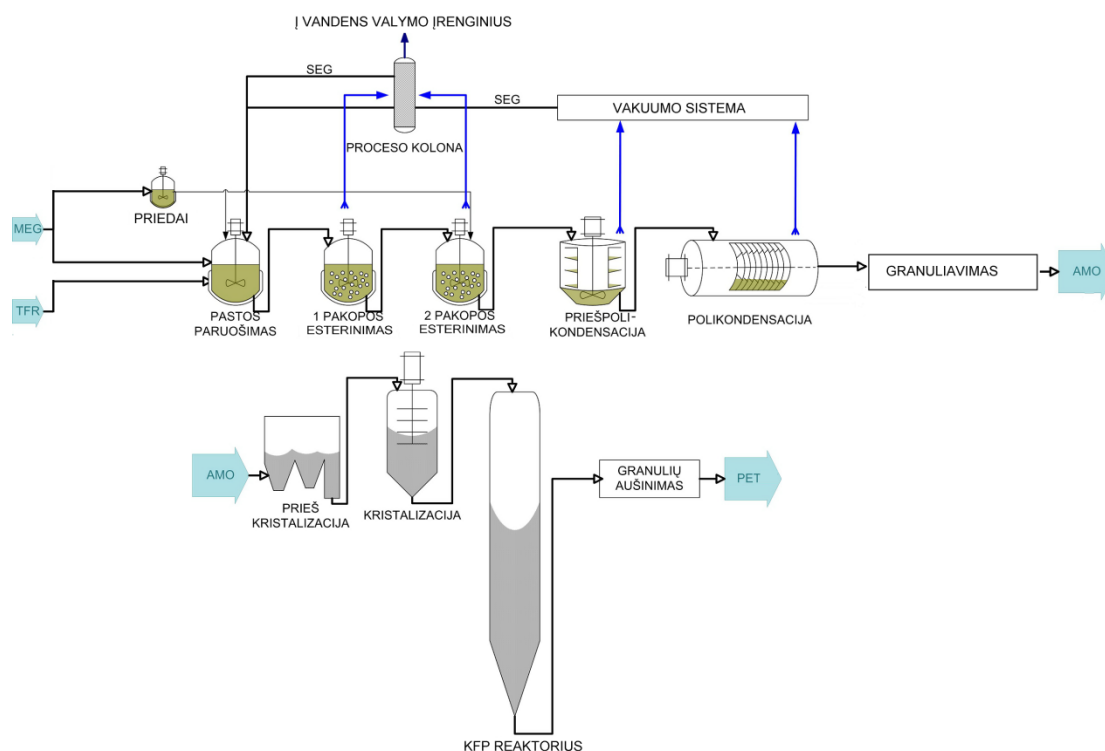 Į VANDENS VALYMO ĮRENGINIUS
SEG
SEG
VAKUUMO SISTEMA
PROCESO KOLONA
PRIEDAI
MEG
TFR
PASTOS
PARUOŠIMAS
1 PAKOPOS
ESTERINIMAS
2 PAKOPOS
ESTERINIMAS
PRIEŠPOLI-
KONDENSACIJA
POLIKONDENSACIJA
GRANULIAVIMAS
AMO
AMO
PRIEŠ
KRISTALIZACIJA
KRISTALIZACIJA
GRANULIŲ
AUŠINIMAS
PET
KFP REAKTORIUS